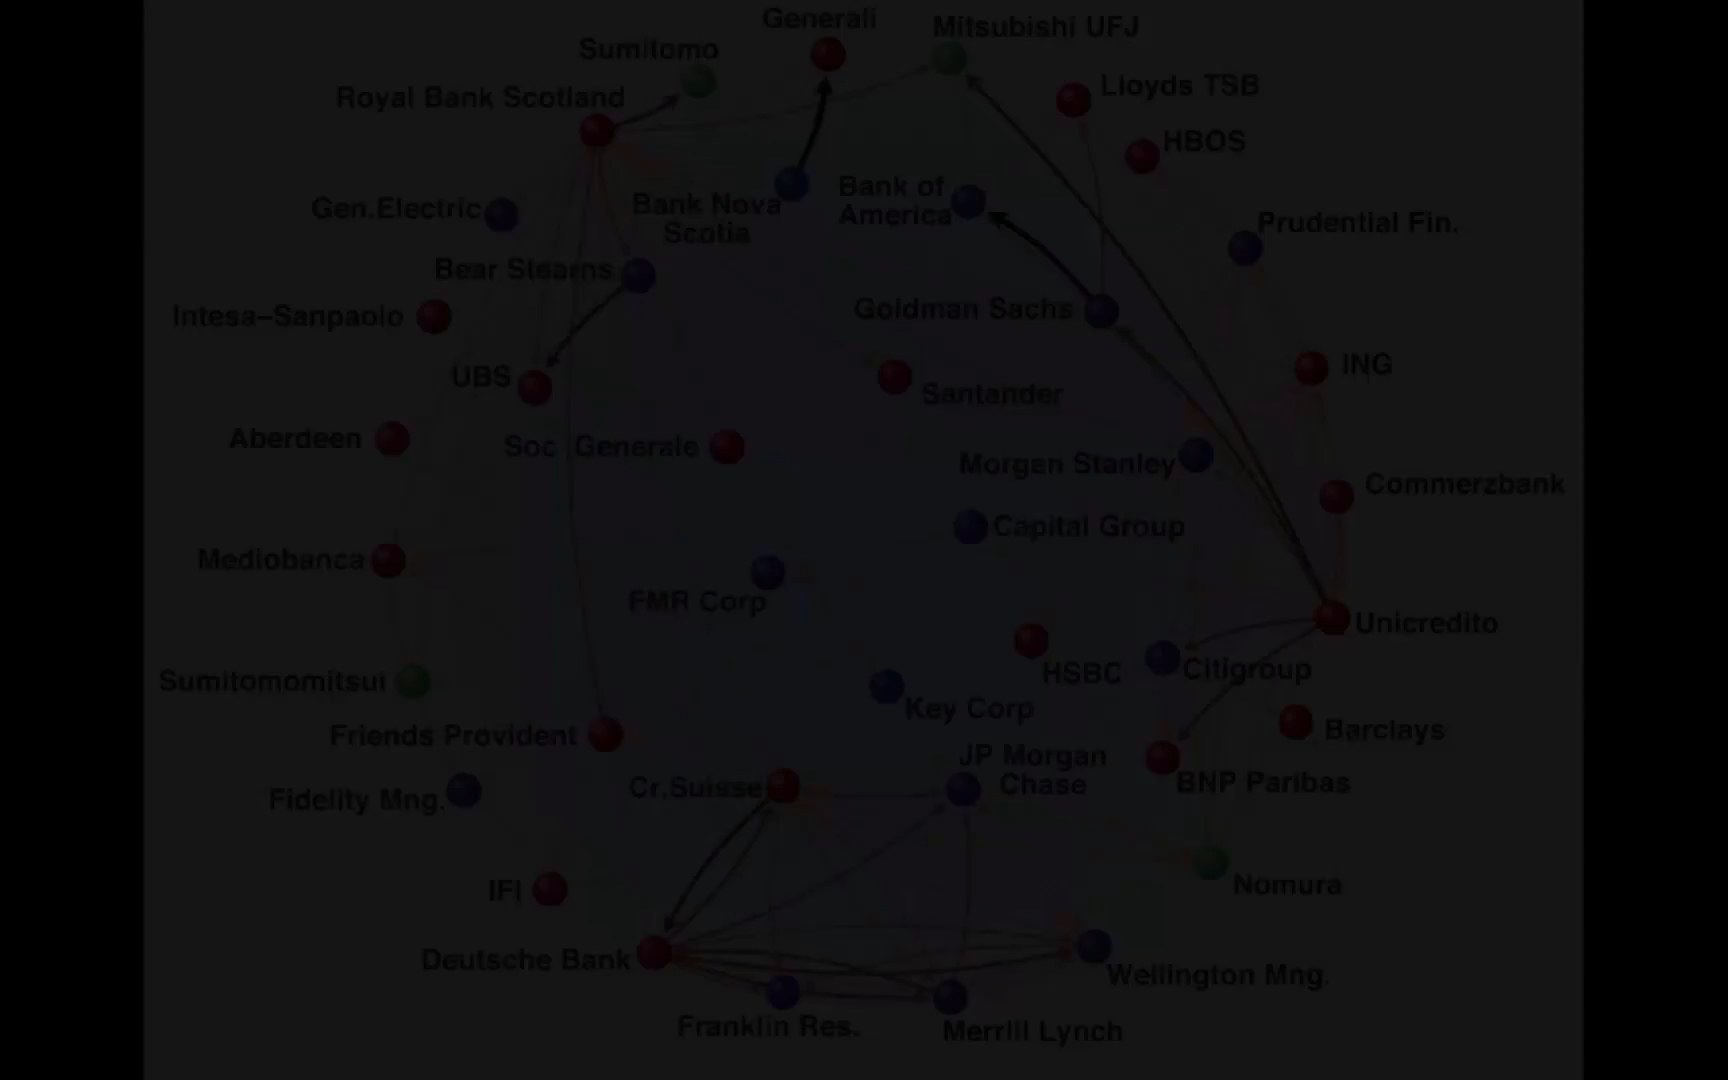 Generali
Mitsubishi UFJ
Sumitomo
Lloyds TSB
Royal Bank Scotland
HBOS
Bank of
America
Gen.Electric
Bank Nova
Scotia
Prudential Fin.
Bear Stearns
Intesa–Sanpaolo
Goldman Sachs
UBS
Santander
ING
Aberdeen
Soc Generale
Morgan Stanley
Commerzbank
Capital Group
Mediobanca
FMR Corp
Unicredito
HSBC
Citigroup
Sumitomomitsui
Key Corp
Friends Provident
Barclays
JP Morgan
Chase
Cr.Suisse
BNP Paribas
Fidelity Mng.
IFI
Nomura
Deutsche Bank
Wellington Mng.
Franklin Res.
Merrill Lynch